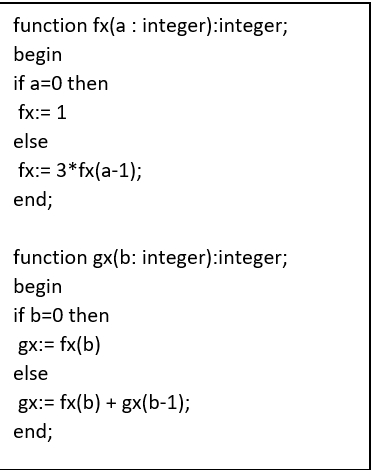 function fx(a : integer):integer;
begin
if a=0 then
fx:= 1
else
fx:= 3*fx(a-1);
end;

function gx(b: integer):integer;
begin
if b=0 then
gx:= fx(b)
else
gx:= fx(b) + gx(b-1);
end;